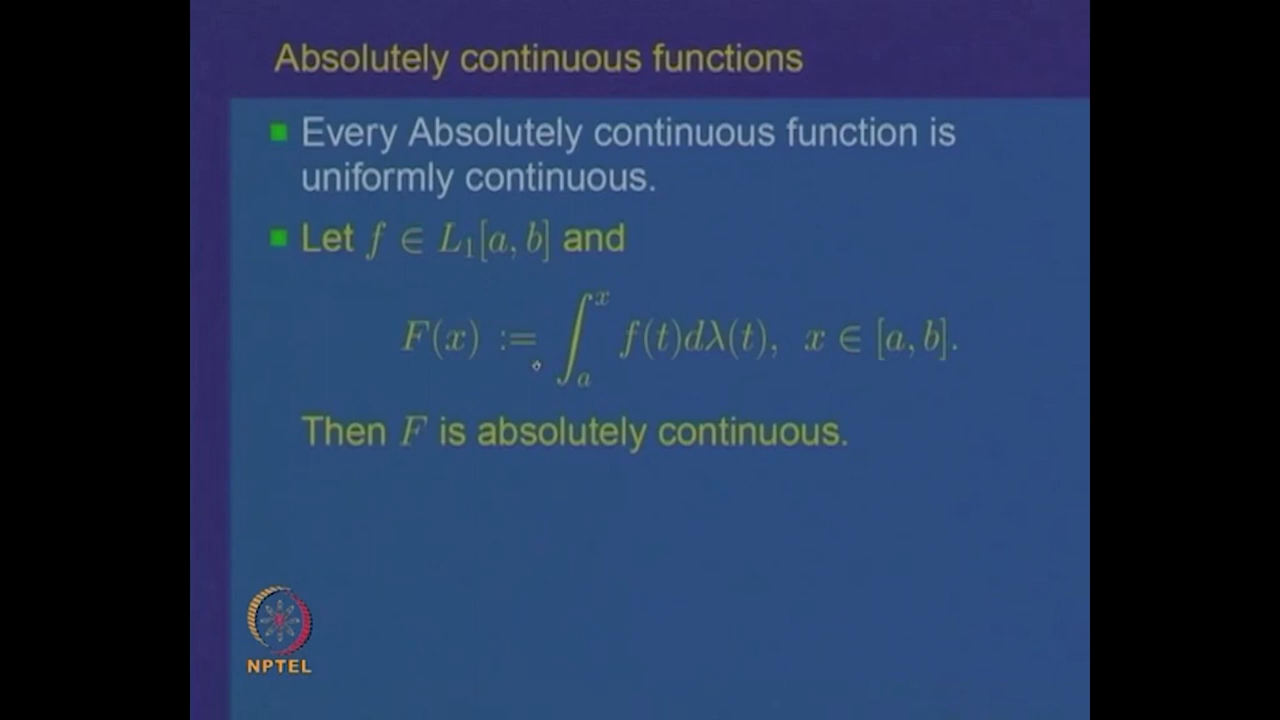 Absolutely continuous functions
Every Absolutely continuous function is
uniformly continuous.
Let f ∈ L₁[a, b] and
F(x) := ∫ₐˣ f(t)dλ(t), x ∈ [a, b].
Then F is absolutely continuous.
NPTEL